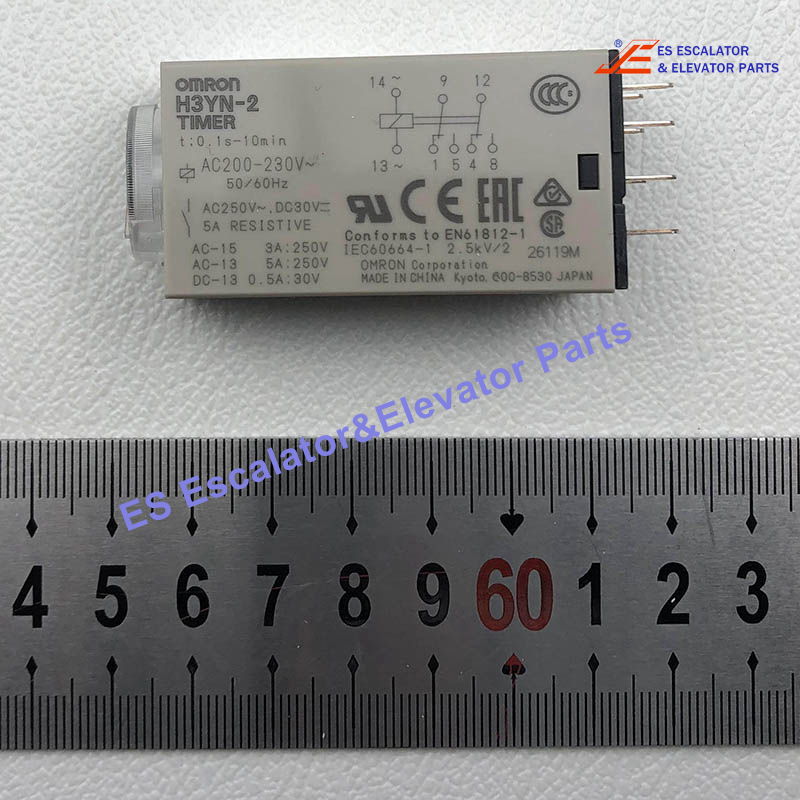 ES ESCALATOR
& ELEVATOR PARTS
OMRON
H3YN-2
TIMER
t:0.1s-10min
AC200-230V~
50/60Hz
AC250V~, DC30V
5A RESISTIVE
AC-15 3A:250V
AC-13 5A:250V
DC-13 0.5A:30V
14~ 9 12
13~ 1 5 4 8
CCC S
CE EAC
Conforms to EN61812-1
IEC60664-1 2.5kV/2
26119M
OMRON Corporation
MADE IN CHINA Kyoto, 600-8530 JAPAN
ES Escalator&Elevator Parts
4 5 6 7 8 9 60 1 2 3